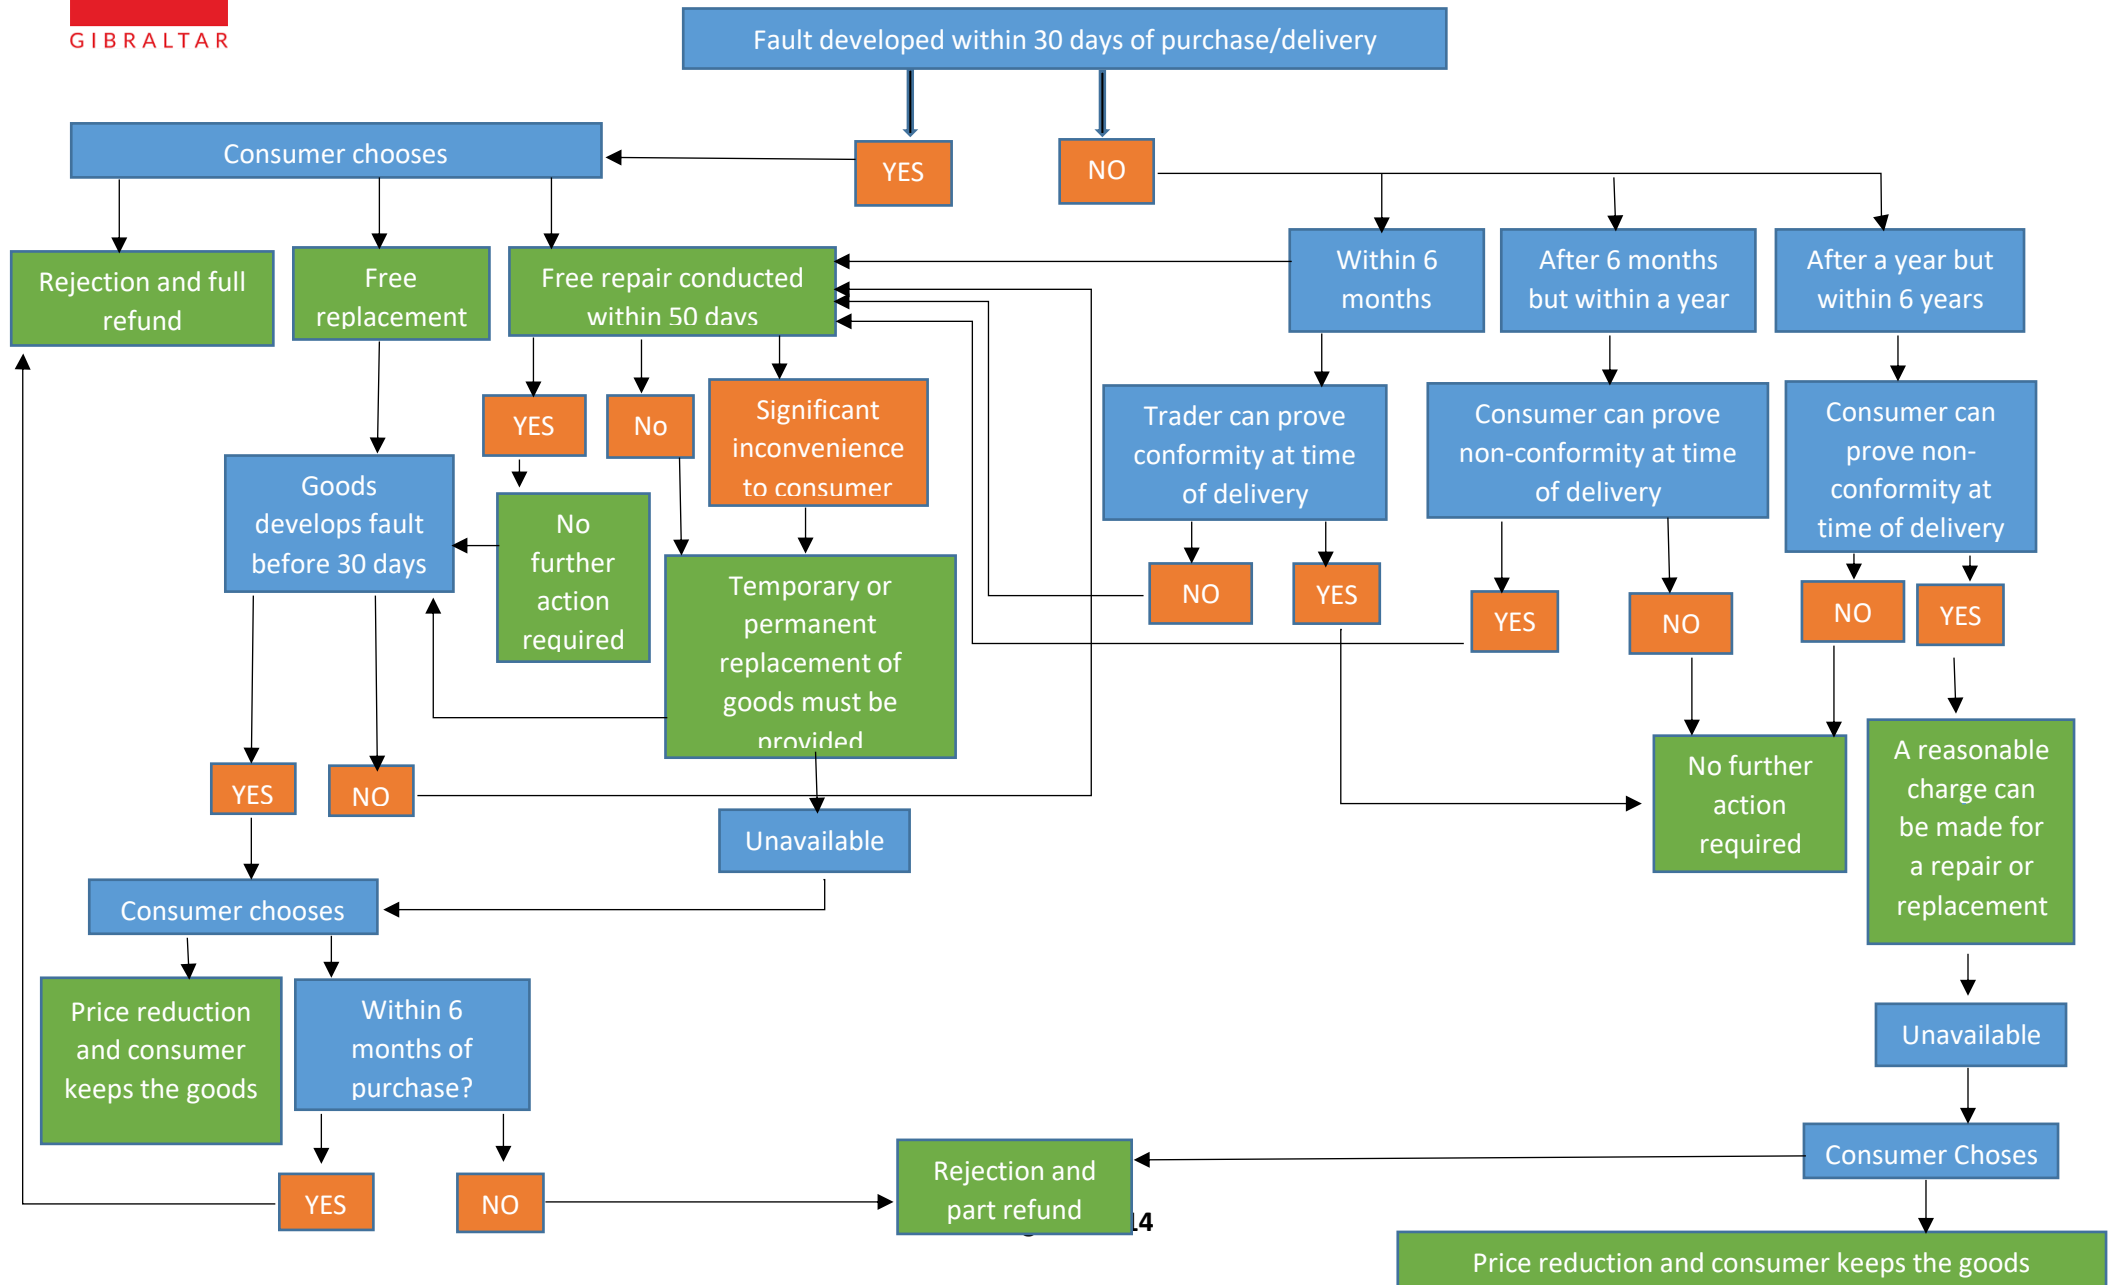 GIBRALTAR
Fault developed within 30 days of purchase/delivery
Consumer chooses
YES
NO
Rejection and full
refund
Free
replacement
Free repair conducted
within 50 days
Within 6
months
After 6 months
but within a year
After a year but
within 6 years
YES
No
Significant
inconvenience
to consumer
Trader can prove
conformity at time
of delivery
Consumer can prove
non-conformity at time
of delivery
Consumer can
prove non-
conformity at
time of delivery
Goods
develops fault
before 30 days
No
further
action
required
Temporary or
permanent
replacement of
goods must be
provided
NO
YES
YES
NO
NO
YES
YES
NO
Unavailable
No further
action
required
A reasonable
charge can
be made for
a repair or
replacement
Consumer chooses
Price reduction
and consumer
keeps the goods
Within 6
months of
purchase?
Unavailable
YES
NO
Rejection and
part refund
14
Consumer Choses
Price reduction and consumer keeps the goods